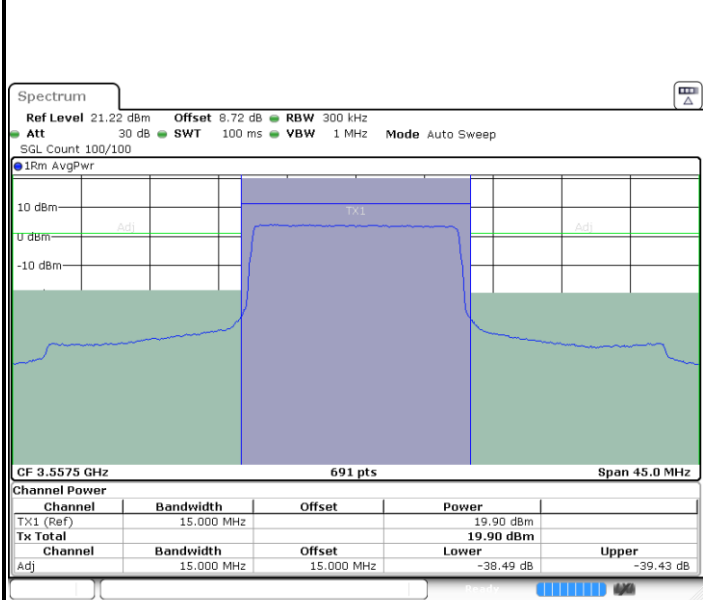 Spectrum
Ref Level 21.22 dBm Offset 8.72 dB RBW 300 kHz
Att 30 dB SWT 100 ms VBW 1 MHz Mode Auto Sweep
SGL Count 100/100
1Rm AvgPwr
10 dBm
TX1
Adj
Adj
0 dBm
-10 dBm
CF 3.5575 GHz 691 pts Span 45.0 MHz
Channel Power
Channel Bandwidth Offset Power
TX1 (Ref) 15.000 MHz 19.90 dBm
Tx Total 19.90 dBm
Channel Bandwidth Offset Lower Upper
Adj 15.000 MHz 15.000 MHz -38.49 dB -39.43 dB
Ready